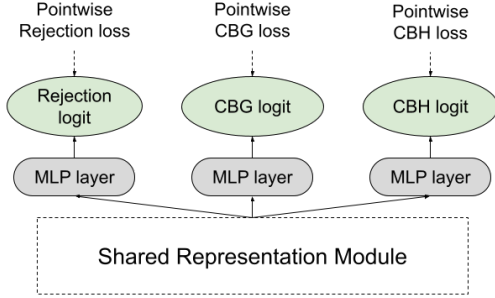 Pointwise
Rejection loss
Pointwise
CBG loss
Pointwise
CBH loss
Rejection
logit
CBG logit
CBH logit
MLP layer
MLP layer
MLP layer
Shared Representation Module